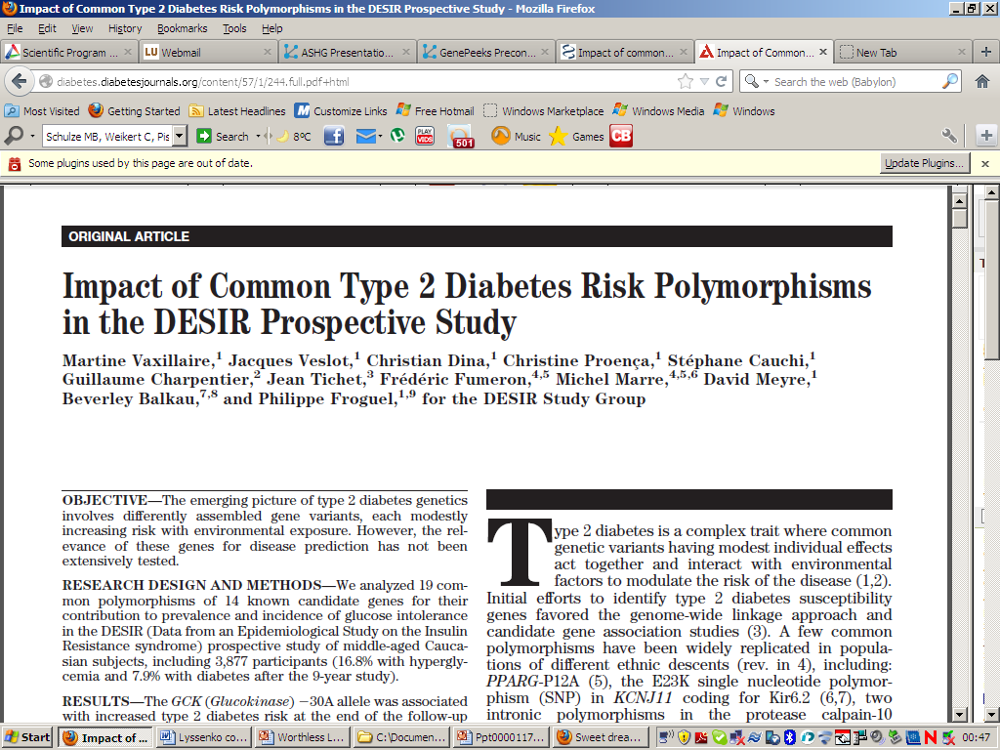 Impact of Common Type 2 Diabetes Risk Polymorphisms in the DESIR Prospective Study - Mozilla Firefox
File Edit View History Bookmarks Tools Help
Scientific Program ... LU Webmail ASHG Presentatio... GenePeeks Precon... Impact of common... Impact of Common... New Tab
diabetes.diabetesjournals.org/content/57/1/244.full.pdf+html Search the web (Babylon)
Most Visited Getting Started Latest Headlines Customize Links Free Hotmail Windows Marketplace Windows Media Windows
Schulze MB, Weikert C, Pis Search 8°C PLAY VIDS 501 Music Games CB
Some plugins used by this page are out of date. Update Plugins...
ORIGINAL ARTICLE
Impact of Common Type 2 Diabetes Risk Polymorphisms
in the DESIR Prospective Study
Martine Vaxillaire,1 Jacques Veslot,1 Christian Dina,1 Christine Proença,1 Stéphane Cauchi,1
Guillaume Charpentier,2 Jean Tichet,3 Frédéric Fumeron,4,5 Michel Marre,4,5,6 David Meyre,1
Beverley Balkau,7,8 and Philippe Froguel,1,9 for the DESIR Study Group
OBJECTIVE—The emerging picture of type 2 diabetes genetics
involves differently assembled gene variants, each modestly
increasing risk with environmental exposure. However, the rel-
evance of these genes for disease prediction has not been
extensively tested.
RESEARCH DESIGN AND METHODS—We analyzed 19 com-
mon polymorphisms of 14 known candidate genes for their
contribution to prevalence and incidence of glucose intolerance
in the DESIR (Data from an Epidemiological Study on the Insulin
Resistance syndrome) prospective study of middle-aged Cauca-
sian subjects, including 3,877 participants (16.8% with hypergly-
cemia and 7.9% with diabetes after the 9-year study).
RESULTS—The GCK (Glucokinase) −30A allele was associated
with increased type 2 diabetes risk at the end of the follow-up
Type 2 diabetes is a complex trait where common
genetic variants having modest individual effects
act together and interact with environmental
factors to modulate the risk of the disease (1,2).
Initial efforts to identify type 2 diabetes susceptibility
genes favored the genome-wide linkage approach and
candidate gene association studies (3). A few common
polymorphisms have been widely replicated in popula-
tions of different ethnic descents (rev. in 4), including:
PPARG-P12A (5), the E23K single nucleotide polymor-
phism (SNP) in KCNJ11 coding for Kir6.2 (6,7), two
intronic polymorphisms in the protease calpain-10
Start Impact of ... Lyssenko co... Worthless I... C:\Documen... Ppt0000117... Sweet drea... 00:47